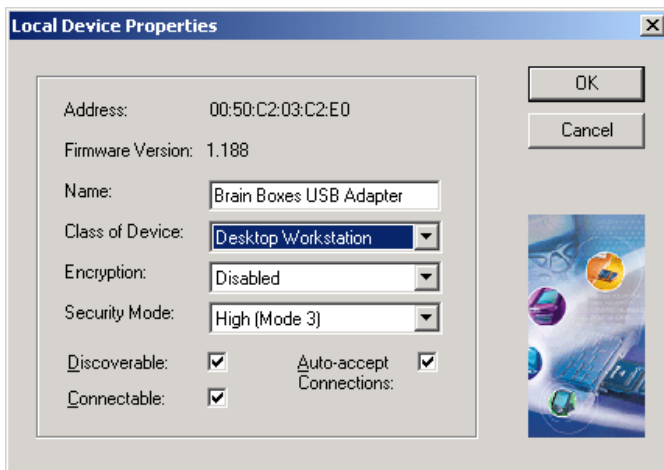 Local Device Properties
Address: 00:50:C2:03:C2:E0
OK
Firmware Version: 1.188
Cancel
Name: Brain Boxes USB Adapter
Class of Device: Desktop Workstation
Encryption: Disabled
Security Mode: High (Mode 3)
Discoverable: Auto-accept
Connections:
Connectable: